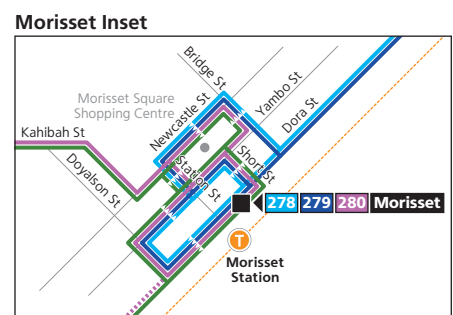 Morisset Inset
Bridge St
Yambo St
Dora St
Morisset Square
Shopping Centre
Newcastle St
Kahibah St
Doyalson St
Station St
Short St
278 279 280 Morisset
T
Morisset
Station